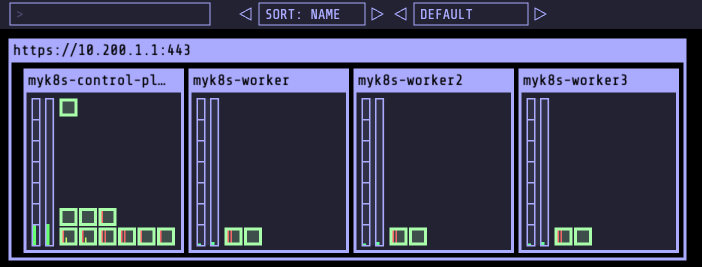 >
SORT: NAME
DEFAULT
https://10.200.1.1:443
myk8s-control-pl…
myk8s-worker
myk8s-worker2
myk8s-worker3